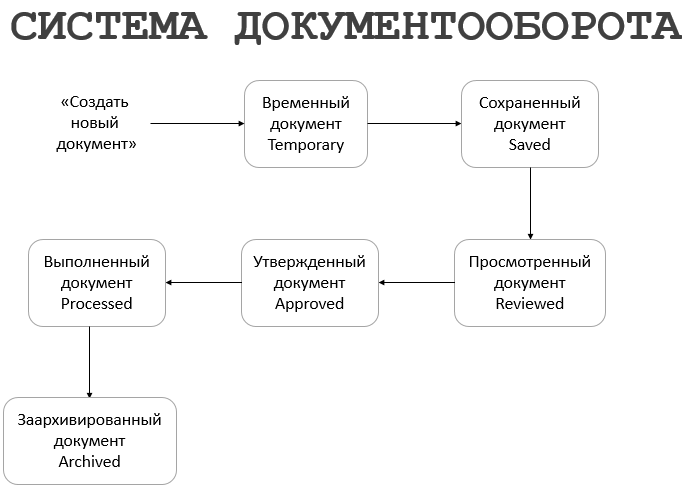 СИСТЕМА ДОКУМЕНТООБОРОТА
«Создать
новый
документ»
Временный
документ
Temporary
Сохраненный
документ
Saved
Выполненный
документ
Processed
Утвержденный
документ
Approved
Просмотренный
документ
Reviewed
Заархивированный
документ
Archived